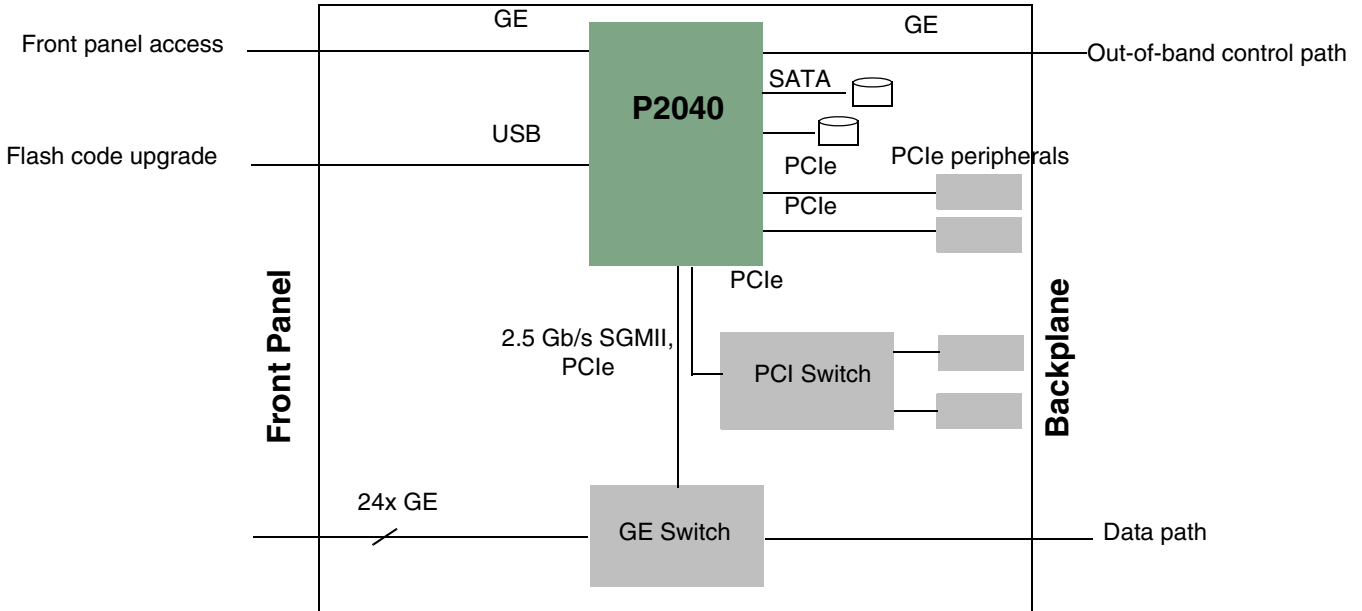 GE
GE
Front panel access
Out-of-band control path
SATA
P2040
USB
Flash code upgrade
PCIe
PCIe peripherals
PCIe
PCIe
Front Panel
Backplane
2.5 Gb/s SGMII,
PCIe
PCI Switch
24x GE
GE Switch
Data path